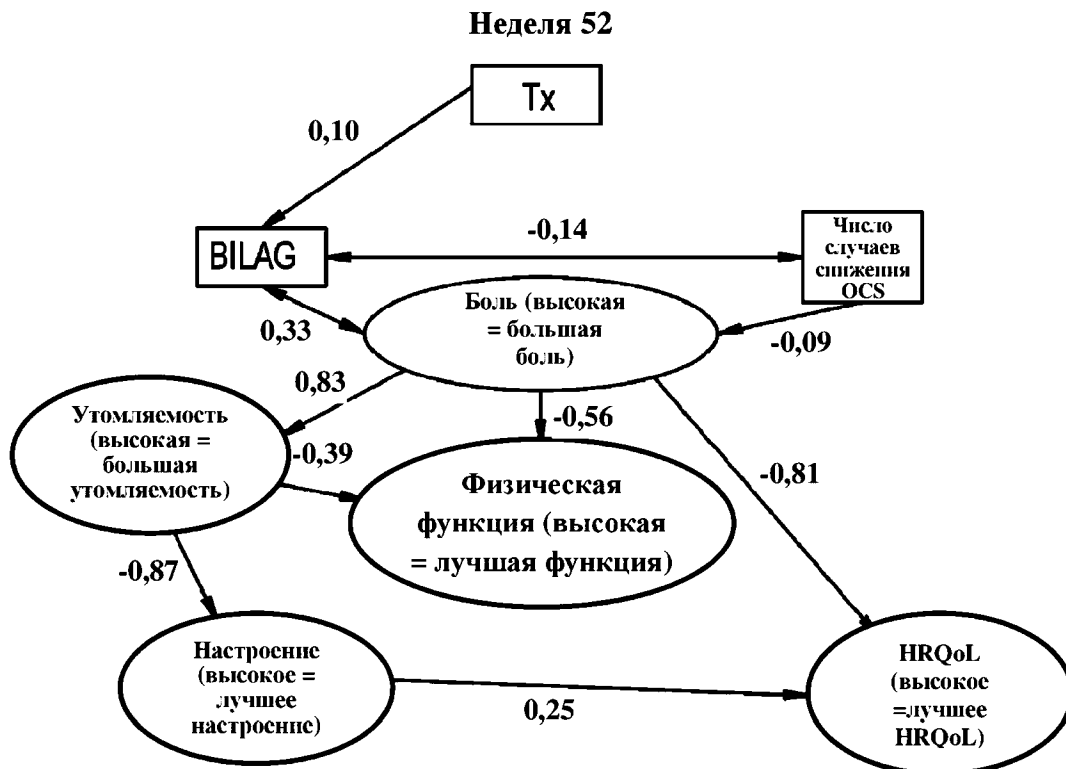 Неделя 52
Tx
0,10
BILAG
-0,14
Число
случаев
снижения
OCS
0,33
Боль (высокая
= большая
боль)
-0,09
0,83
Утомляемость
(высокая =
большая
утомляемость)
-0,39
-0,56
-0,81
Физическая
функция (высокая
= лучшая функция)
-0,87
Настроение
(высокое =
лучшее
настроение)
0,25
HRQoL
(высокое
=лучшее
HRQoL)